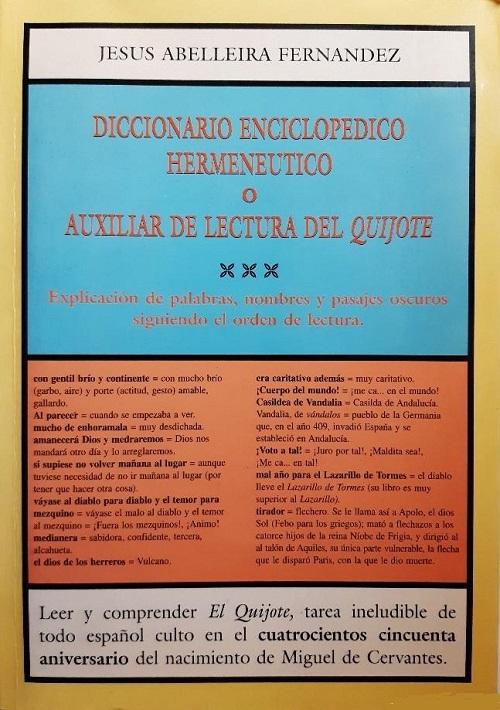 JESUS ABELLEIRA FERNANDEZ
DICCIONARIO ENCICLOPEDICO
HERMENEUTICO
O
AUXILIAR DE LECTURA DEL QUIJOTE
Explicación de palabras, nombres y pasajes oscuros
siguiendo el orden de lectura.
con gentil brío y continente = con mucho brío
(garbo, aire) y porte (actitud, gesto) amable,
gallardo.
Al parecer = cuando se empezaba a ver.
mucho de enhoramala = muy desdichada.
amanecerá Dios y medraremos = Dios nos
mandará otro día y lo arreglaremos.
si supiese no volver mañana al lugar = aunque
tuviese necesidad de no ir mañana al lugar (por
tener que hacer otra cosa).
váyase al diablo para diablo y el temor para
mezquino = váyase el malo al diablo y el temor
al mezquino = ¡Fuera los mezquinos!, ¡Animo!
medianera = sabidora, confidente, tercera,
alcahueta.
el dios de los herreros = Vulcano.
era caritativo además = muy caritativo.
¡Cuerpo del mundo! = ¡me ca... en el mundo!
Casildea de Vandalia = Casilda de Andalucía.
Vandalia, de vándalos = pueblo de la Germania
que, en el año 409, invadió España y se
estableció en Andalucía.
¡Voto a tal! = ¡Juro por tal!, ¡Maldita sea!,
¡Me ca... en tal!
mal año para el Lazarillo de Tormes = el diablo
lleve el Lazarillo de Tormes (su libro es muy
superior al Lazarillo).
tirador = flechero. Se le llama así a Apolo, el dios
Sol (Febo para los griegos); mató a flechazos a los
catorce hijos de la reina Níobe de Frigia, y dirigió al
al talón de Aquiles, su única parte vulnerable, la flecha
que le disparó Paris, con la que le dio muerte.
Leer y comprender El Quijote, tarea ineludible de
todo español culto en el cuatrocientos cincuenta
aniversario del nacimiento de Miguel de Cervantes.